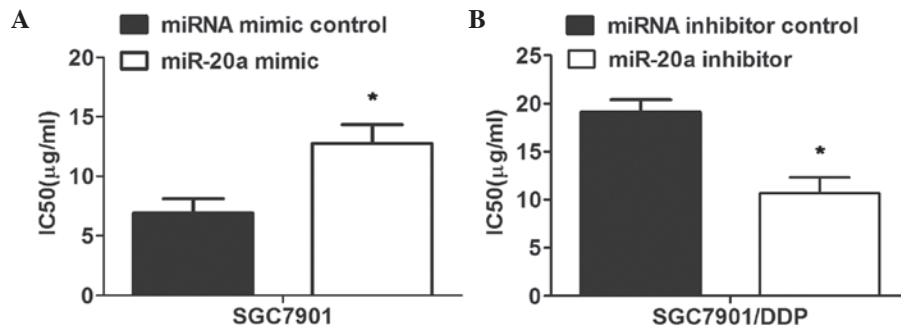 A
miRNA mimic control
miR-20a mimic
20
15
10
5
0
IC50(μg/ml)
*
SGC7901
B
miRNA inhibitor control
miR-20a inhibitor
25
20
15
10
5
0
IC50(μg/ml)
*
SGC7901/DDP